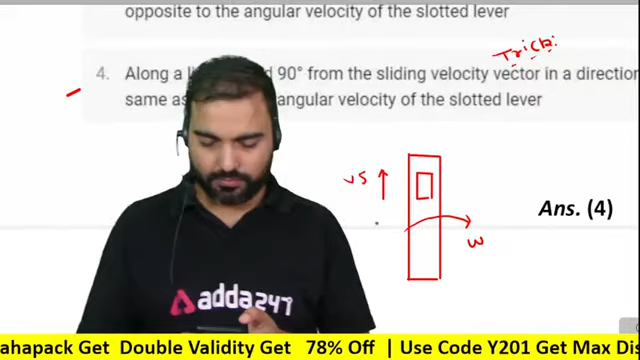 opposite to the angular velocity of the slotted lever
Trick:
4. Along a d 90° from the sliding velocity vector in a direction
same as angular velocity of the slotted lever
vs
w
Ans. (4)
adda247
ahapack Get Double Validity Get 78% Off | Use Code Y201 Get Max Dis